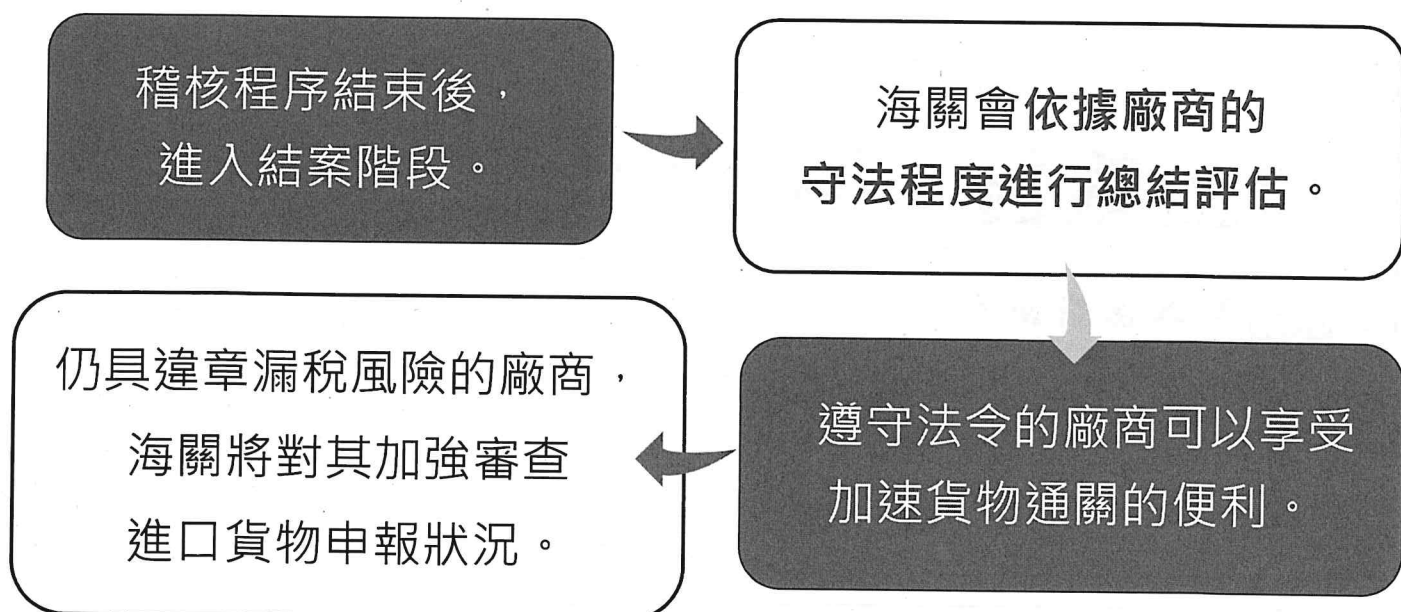 稽核程序結束後，
進入結案階段。
海關會依據廠商的
守法程度進行總結評估。
遵守法令的廠商可以享受
加速貨物通關的便利。
仍具違章漏稅風險的廠商，
海關將對其加強審查
進口貨物申報狀況。